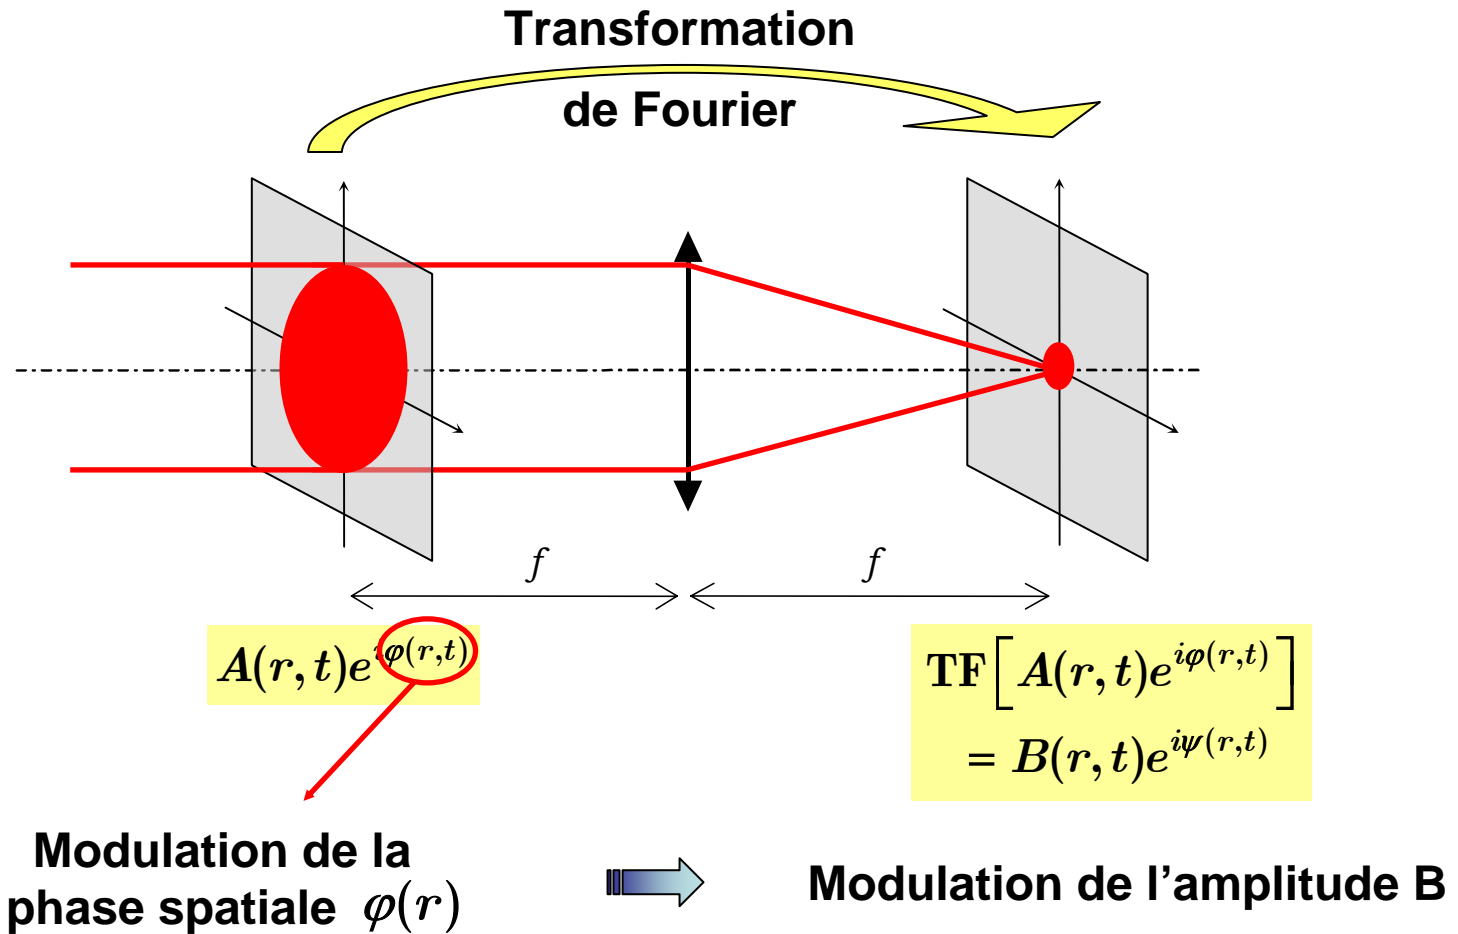 Transformation
de Fourier
f
f
A(r,t)e^{iφ(r,t)}
TF[A(r,t)e^{iφ(r,t)}]
= B(r,t)e^{iψ(r,t)}
Modulation de la
phase spatiale φ(r)
Modulation de l’amplitude B